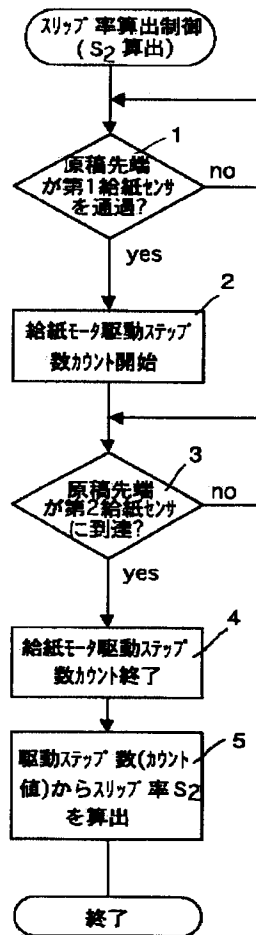 スリップ率算出制御
(S2算出)
1
原稿先端
が第1給紙センサ
を通過?
no
yes
2
給紙モータ駆動ステップ
数カウント開始
3
原稿先端
が第2給紙センサ
に到達?
no
yes
4
給紙モータ駆動ステップ
数カウント終了
5
駆動ステップ数(カウント
値)からスリップ率S2
を算出
終了